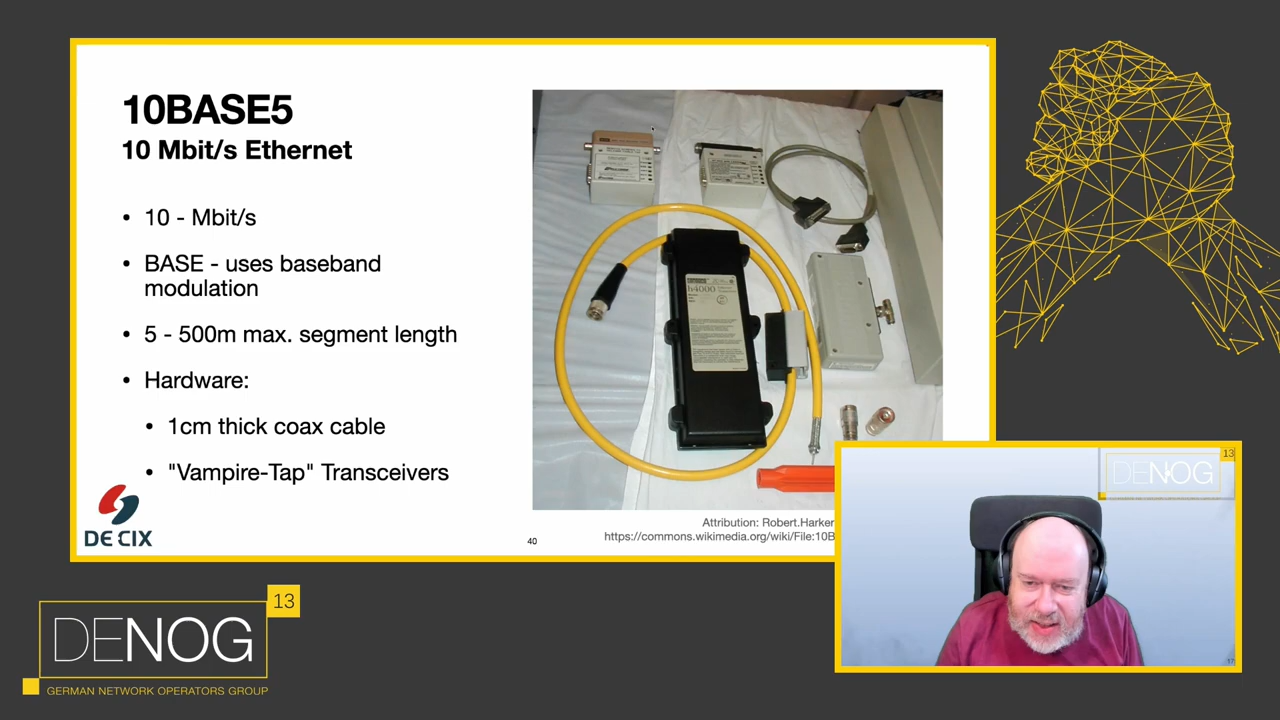 10BASE5
10 Mbit/s Ethernet
• 10 - Mbit/s
• BASE - uses baseband
modulation
• 5 - 500m max. segment length
• Hardware:
• 1cm thick coax cable
• "Vampire-Tap" Transceivers
DE CIX
40
h4000
Attribution: Robert.Harker
https://commons.wikimedia.org/wiki/File:10B
DENOG
13
DENOG
13
GERMAN NETWORK OPERATORS GROUP